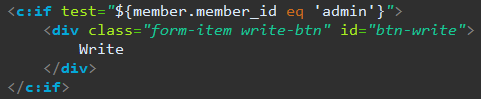 <c:if test="${member.member_id eq 'admin'}">
<div class="form-item write-btn" id="btn-write">
Write
</div>
</c:if>